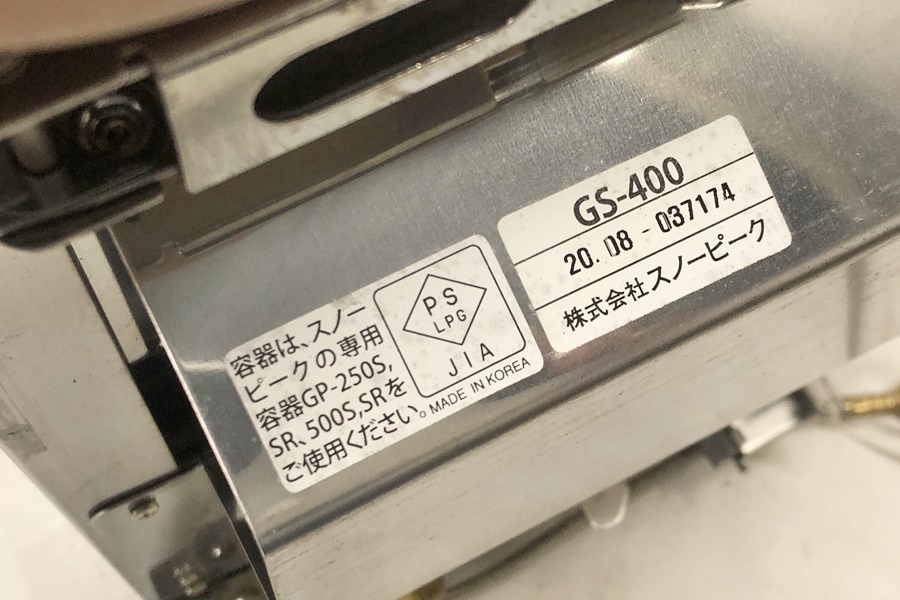 GS-400
20.08-037174
株式会社スノーピーク
容器は、スノー
ピークの専用
容器GP-250S,
SR、500S,SRを
ご使用ください。
PS
LPG
JIA
MADE IN KOREA